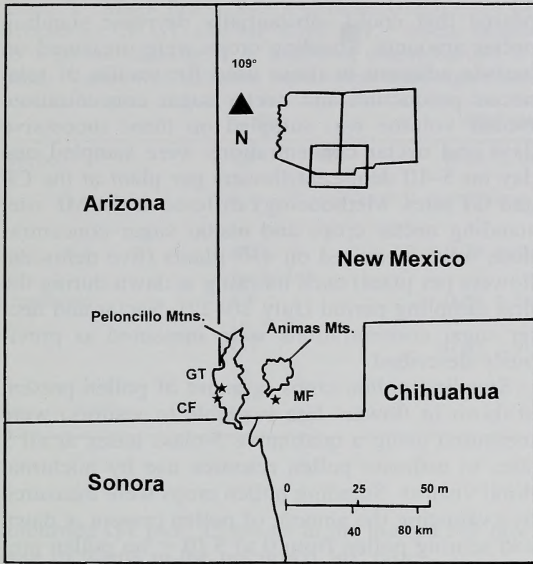 109°
N
Arizona
New Mexico
Peloncillo Mtns.
Animas Mts.
GT
CF
MF
Chihuahua
Sonora
0 25 50 m
40 80 km